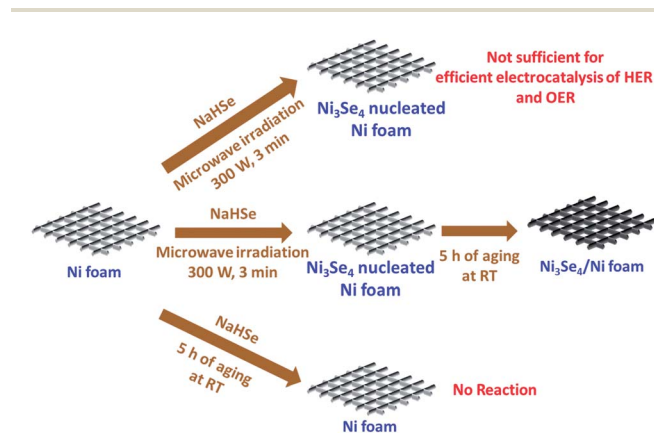 NaHSe
Microwave irradiation
300 W, 3 min
Ni₃Se₄ nucleated
Ni foam
Not sufficient for
efficient electrocatalysis of HER
and OER
Ni foam
NaHSe
Microwave irradiation
300 W, 3 min
Ni₃Se₄ nucleated
Ni foam
5 h of aging
at RT
Ni₃Se₄/Ni foam
NaHSe
5 h of aging
at RT
Ni foam
No Reaction